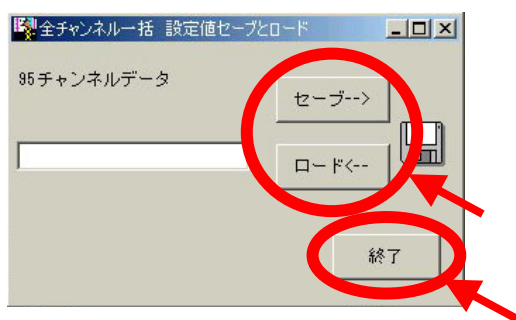 全チャンネル一括 設定値セーブとロード
95チャンネルデータ
セーブ-->
ロード<--
終了